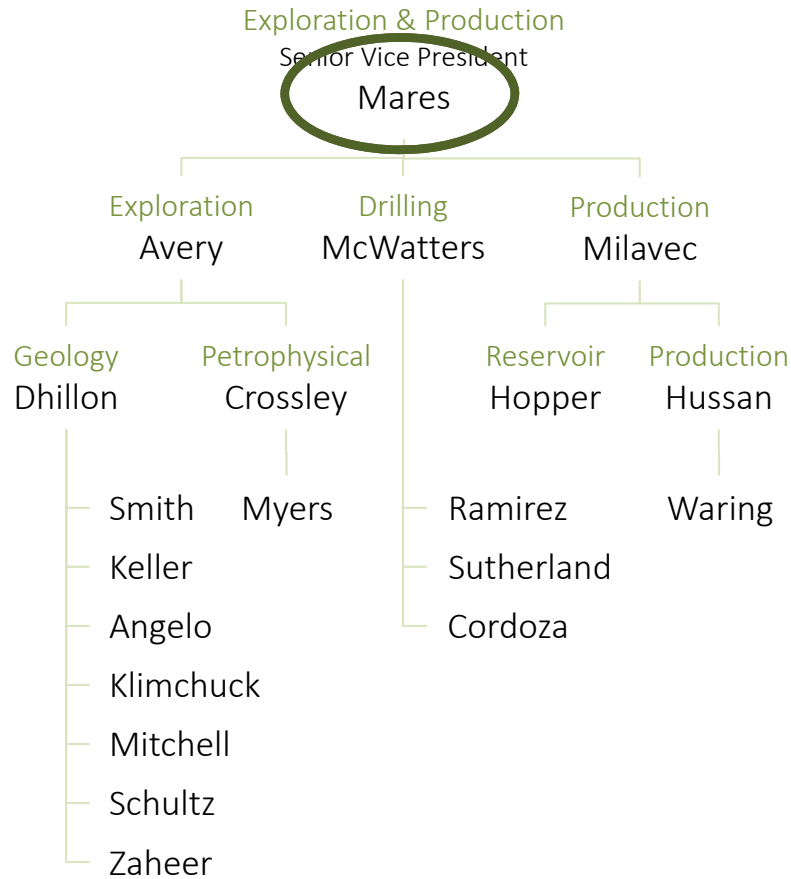 Exploration & Production
Senior Vice President
Mares
Exploration
Avery
Drilling
McWatters
Production
Milavec
Geology
Dhillon
Petrophysical
Crossley
Reservoir
Hopper
Production
Hussan
Smith
Keller
Angelo
Klimchuck
Mitchell
Schultz
Zaheer
Myers
Ramirez
Sutherland
Cordoza
Waring